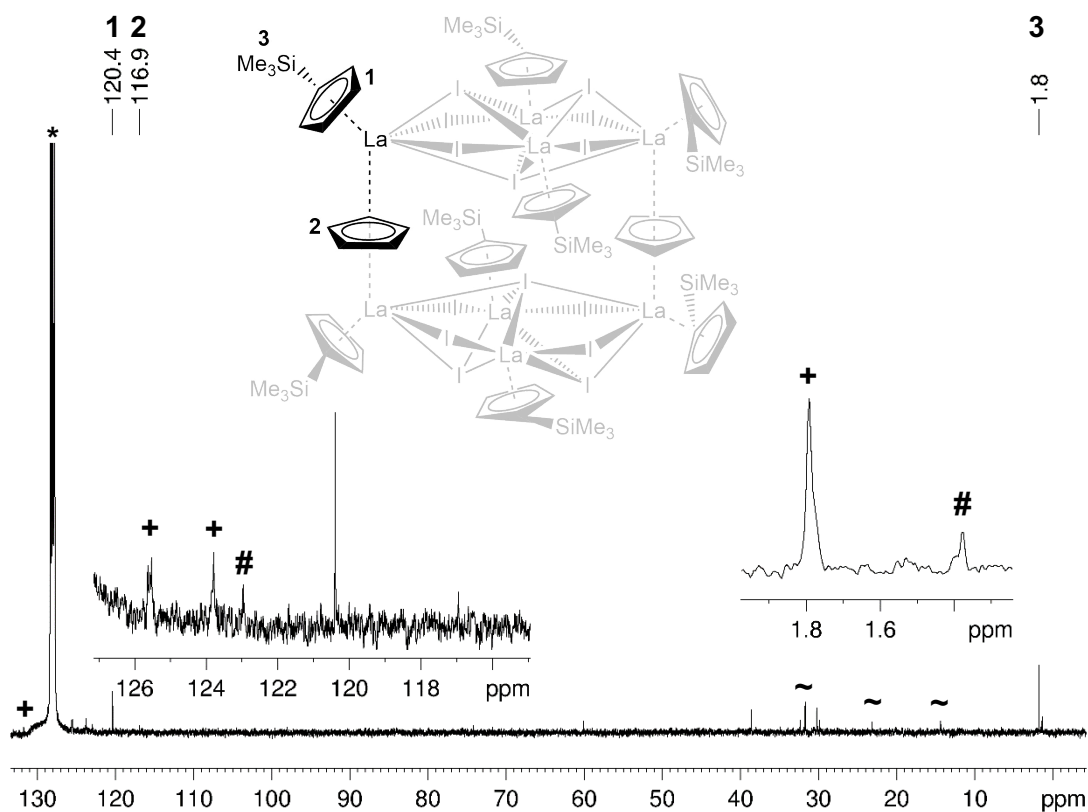 1 2
3
120.4
116.9
1.8
*
3
Me3Si
1
La
2
Me3Si
I
I
La
I
I
La
La
I
I
I
SiMe3
SiMe3
Me3Si
La
SiMe3
I
I
La
I
La
I
I
La
I
I
Me3Si
SiMe3
+
+
#
126
124
122
120
118
ppm
+
#
1.8
1.6
ppm
+
~
~
~
130
120
110
100
90
80
70
60
50
40
30
20
10
ppm